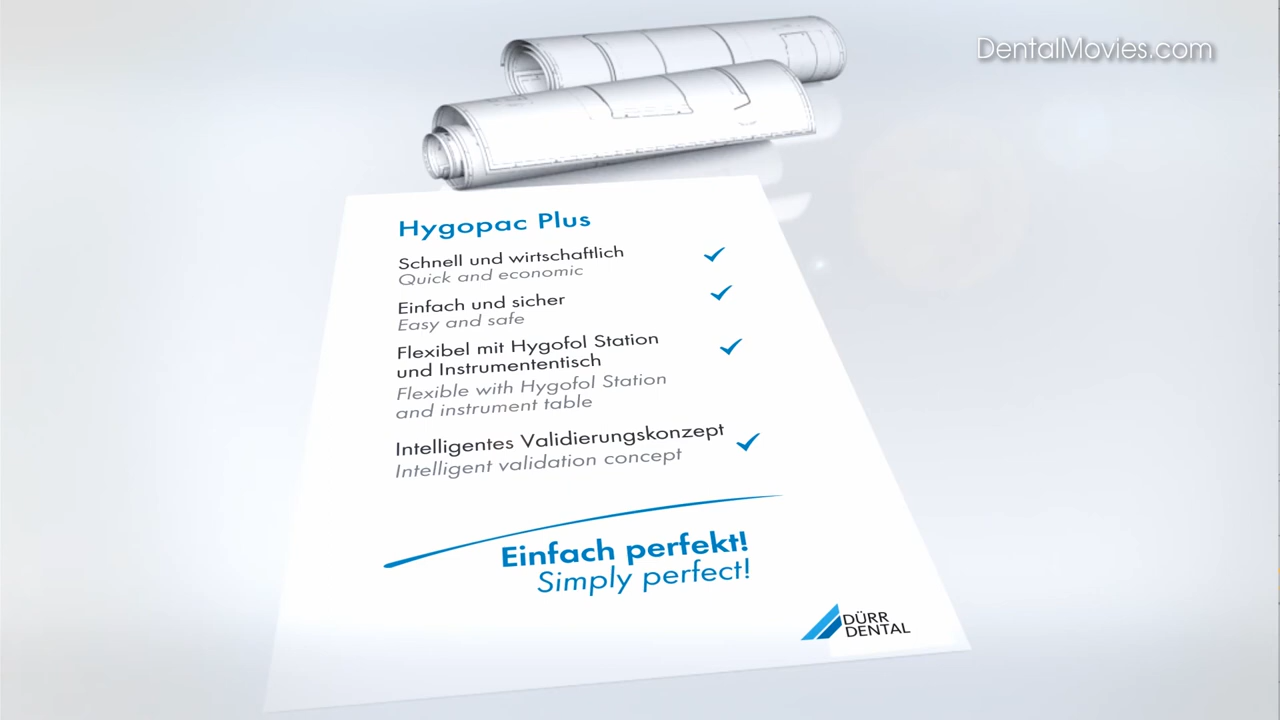 DentalMovies.com
Hygopac Plus
Schnell und wirtschaftlich
Quick and economic
Einfach und sicher
Easy and safe
Flexibel mit Hygofol Station
und Instrumententisch
Flexible with Hygofol Station
and instrument table
Intelligentes Validierungskonzept
Intelligent validation concept
Einfach perfekt!
Simply perfect!
DÜRR
DENTAL